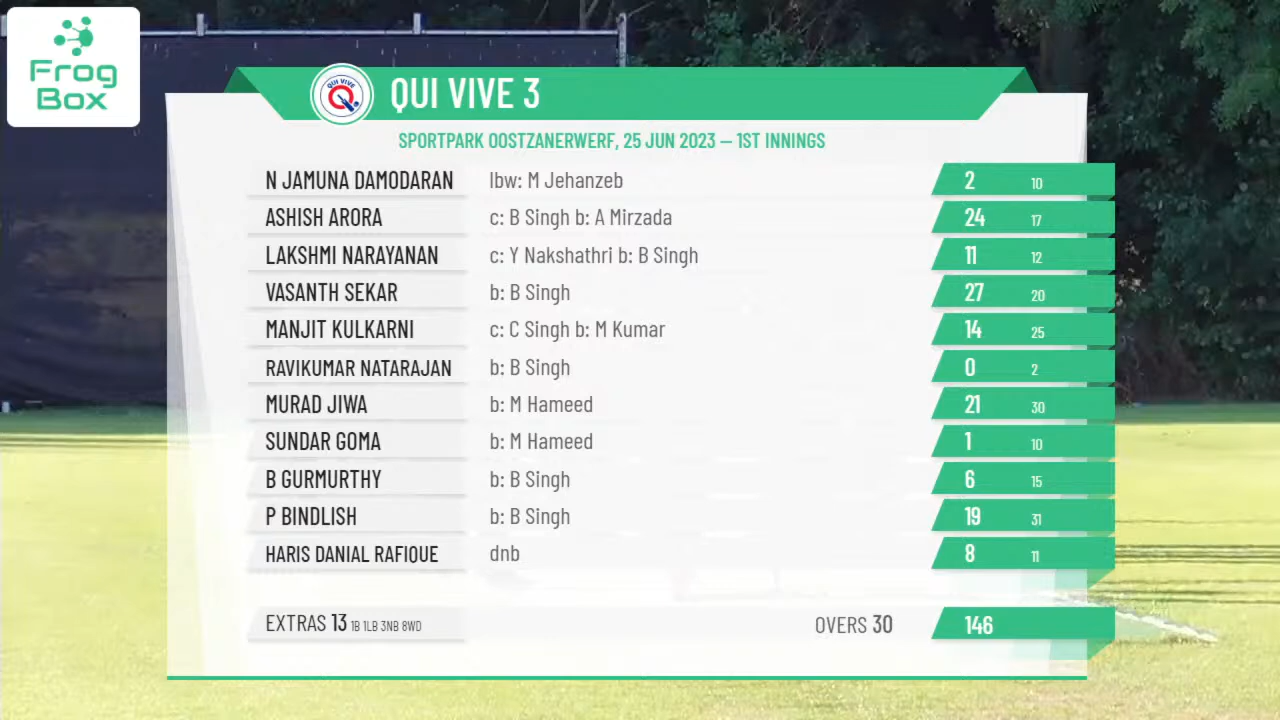 Frog
Box
QUI VIVE
QUI VIVE 3
SPORTPARK OOSTZANERWERF, 25 JUN 2023 – 1ST INNINGS
N JAMUNA DAMODARAN lbw: M Jehanzeb 2 10
ASHISH ARORA c: B Singh b: A Mirzada 24 17
LAKSHMI NARAYANAN c: Y Nakshathri b: B Singh 11 12
VASANTH SEKAR b: B Singh 27 20
MANJIT KULKARNI c: C Singh b: M Kumar 14 25
RAVIKUMAR NATARAJAN b: B Singh 0 2
MURAD JIWA b: M Hameed 21 30
SUNDAR GOMA b: M Hameed 1 10
B GURMURTHY b: B Singh 6 15
P BINDLISH b: B Singh 19 31
HARIS DANIAL RAFIQUE dnb 8 11
EXTRAS 13 1B 1LB 3NB 8WD OVERS 30 146